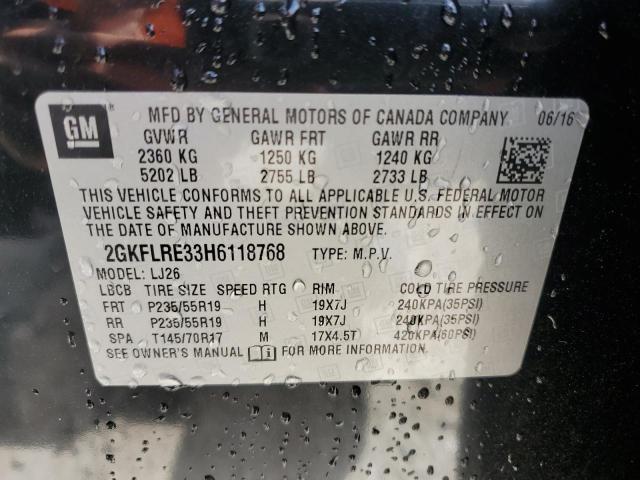 GM
MFD BY GENERAL MOTORS OF CANADA COMPANY 06/16
GVWR GAWR FRT GAWR RR
2360 KG 1250 KG 1240 KG
5202 LB 2755 LB 2733 LB
THIS VEHICLE CONFORMS TO ALL APPLICABLE U.S. FEDERAL MOTOR
VEHICLE SAFETY AND THEFT PREVENTION STANDARDS IN EFFECT ON THE
DATE OF MANUFACTURE SHOWN ABOVE.
2GKFLRE33H6118768 TYPE: M.P.V.
MODEL: LJ26
LBCB TIRE SIZE SPEED RTG RIM COLD TIRE PRESSURE
FRT P235/55R19 H 19X7J 240KPA(35PSI)
RR P235/55R19 H 19X7J 240KPA(35PSI)
SPA T145/70R17 M 17X4.5T 420KPA(60PSI)
SEE OWNER'S MANUAL FOR MORE INFORMATION.